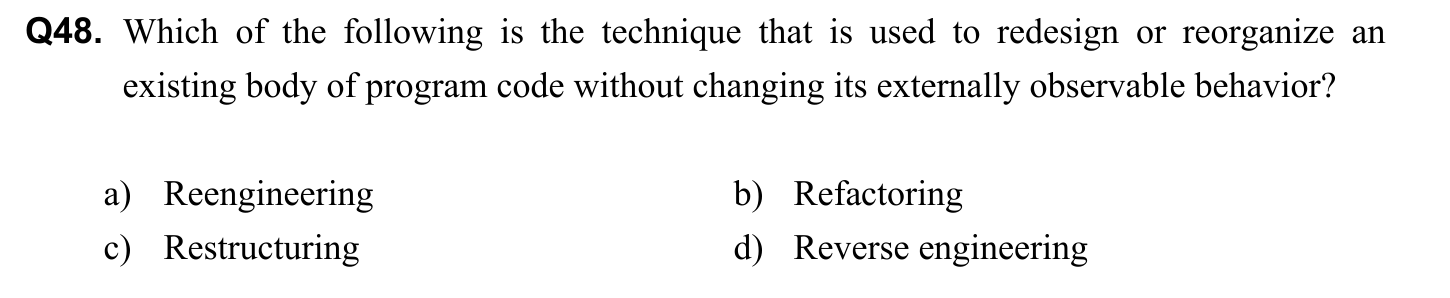 Q48. Which of the following is the technique that is used to redesign or reorganize an
existing body of program code without changing its externally observable behavior?
a) Reengineering b) Refactoring
c) Restructuring d) Reverse engineering